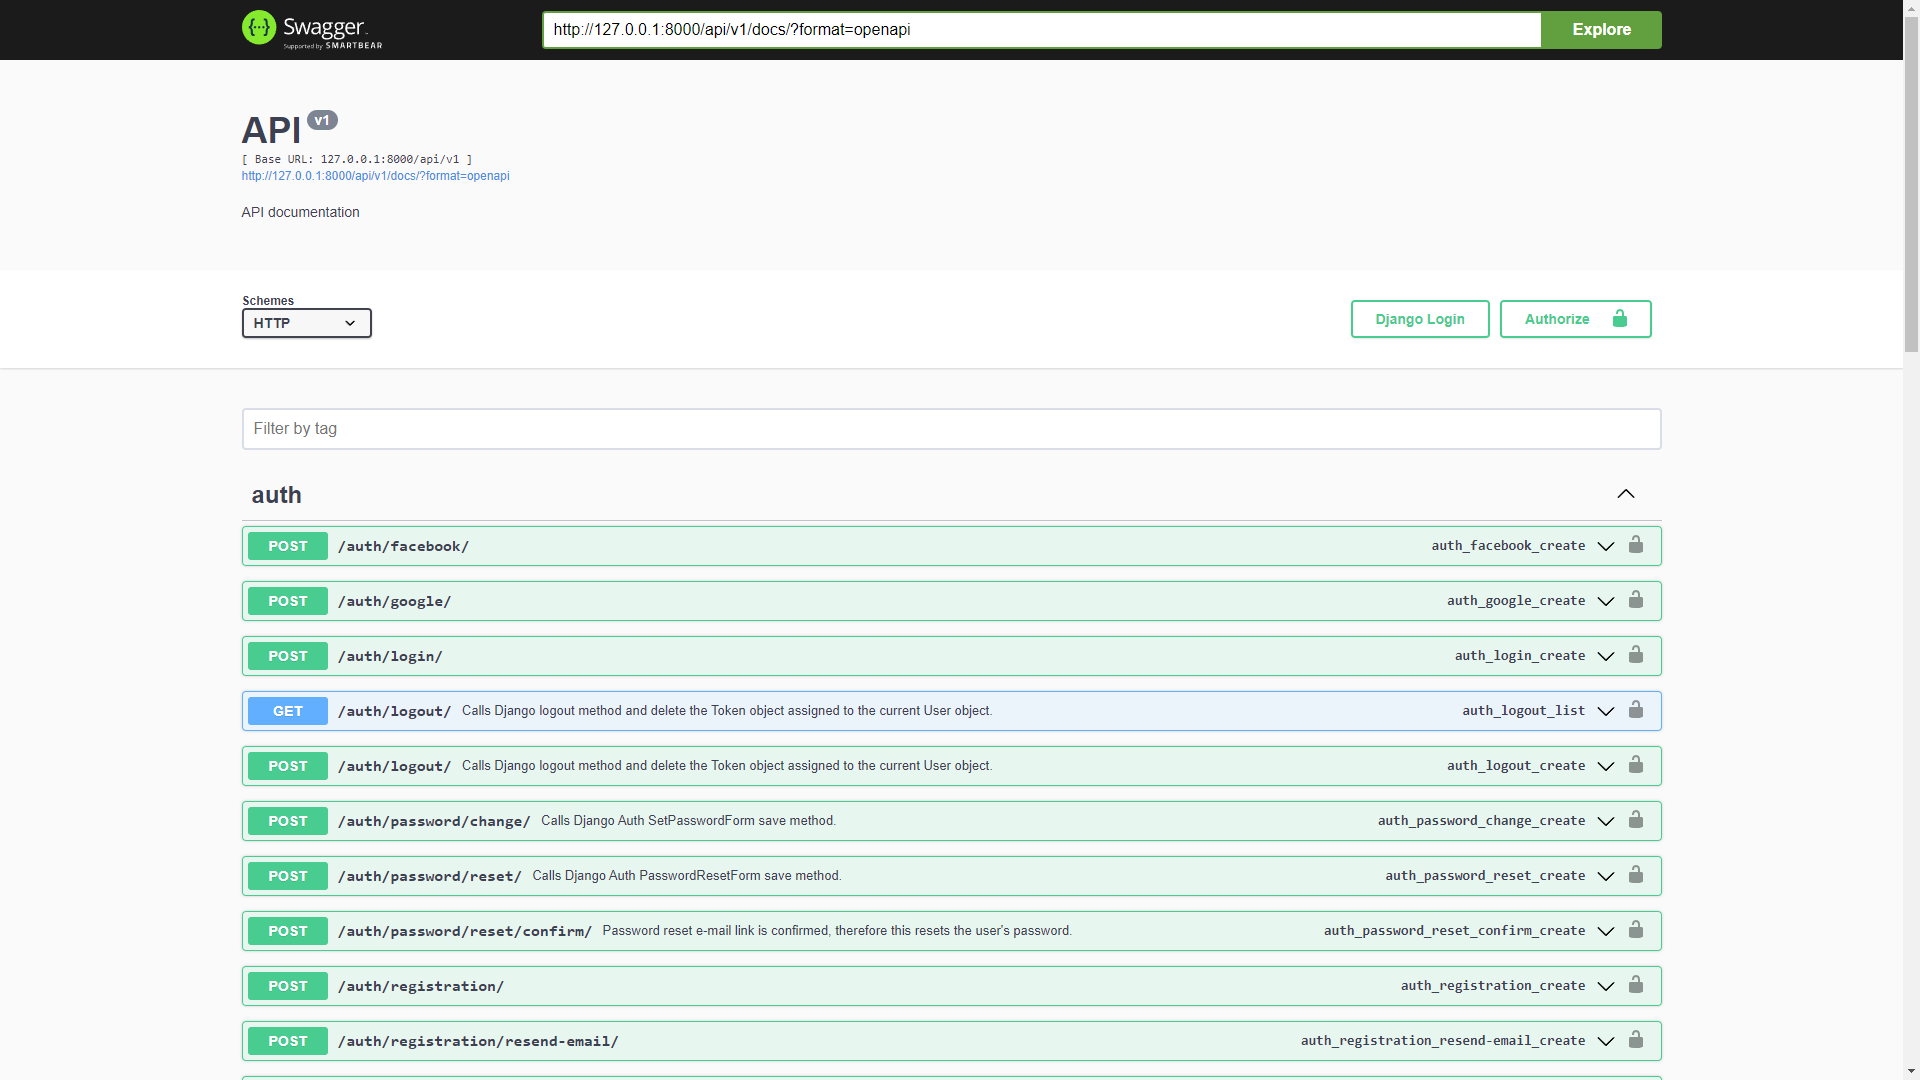 Swagger.
Supported by SMARTBEAR
http://127.0.0.1:8000/api/v1/docs/?format=openapi
Explore
API v1
[ Base URL: 127.0.0.1:8000/api/v1 ]
http://127.0.0.1:8000/api/v1/docs/?format=openapi
API documentation
Schemes
HTTP
Django Login
Authorize
Filter by tag
auth
POST /auth/facebook/ auth_facebook_create
POST /auth/google/ auth_google_create
POST /auth/login/ auth_login_create
GET /auth/logout/ Calls Django logout method and delete the Token object assigned to the current User object. auth_logout_list
POST /auth/logout/ Calls Django logout method and delete the Token object assigned to the current User object. auth_logout_create
POST /auth/password/change/ Calls Django Auth SetPasswordForm save method. auth_password_change_create
POST /auth/password/reset/ Calls Django Auth PasswordResetForm save method. auth_password_reset_create
POST /auth/password/reset/confirm/ Password reset e-mail link is confirmed, therefore this resets the user's password. auth_password_reset_confirm_create
POST /auth/registration/ auth_registration_create
POST /auth/registration/resend-email/ auth_registration_resend-email_create